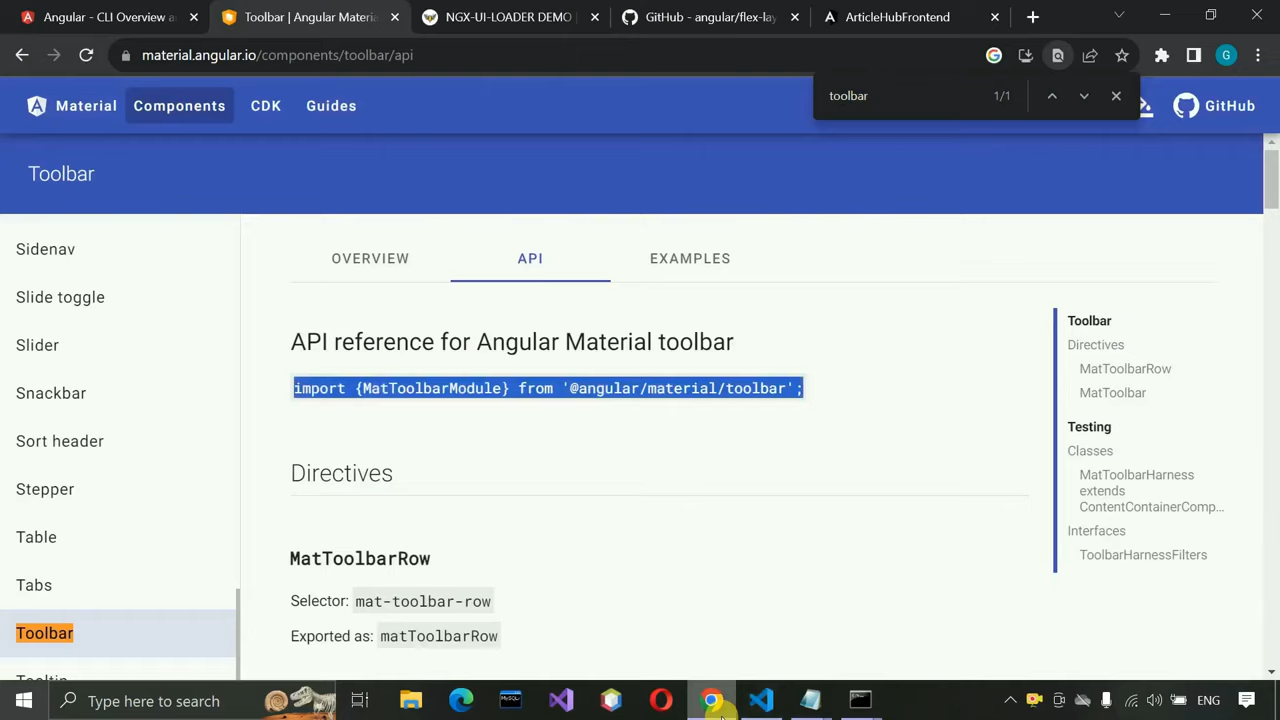 Angular - CLI Overview a
Toolbar | Angular Materia
NGX-UI-LOADER DEMO |
GitHub - angular/flex-lay
ArticleHubFrontend
material.angular.io/components/toolbar/api
G
toolbar
1/1
Material
Components
CDK
Guides
GitHub
Toolbar
Sidenav
Slide toggle
Slider
Snackbar
Sort header
Stepper
Table
Tabs
Toolbar
Tooltip
OVERVIEW
API
EXAMPLES
API reference for Angular Material toolbar
import {MatToolbarModule} from '@angular/material/toolbar';
Directives
MatToolbarRow
Selector: mat-toolbar-row
Exported as: matToolbarRow
Toolbar
Directives
MatToolbarRow
MatToolbar
Testing
Classes
MatToolbarHarness
extends
ContentContainerComp...
Interfaces
ToolbarHarnessFilters
Type here to search
ENG